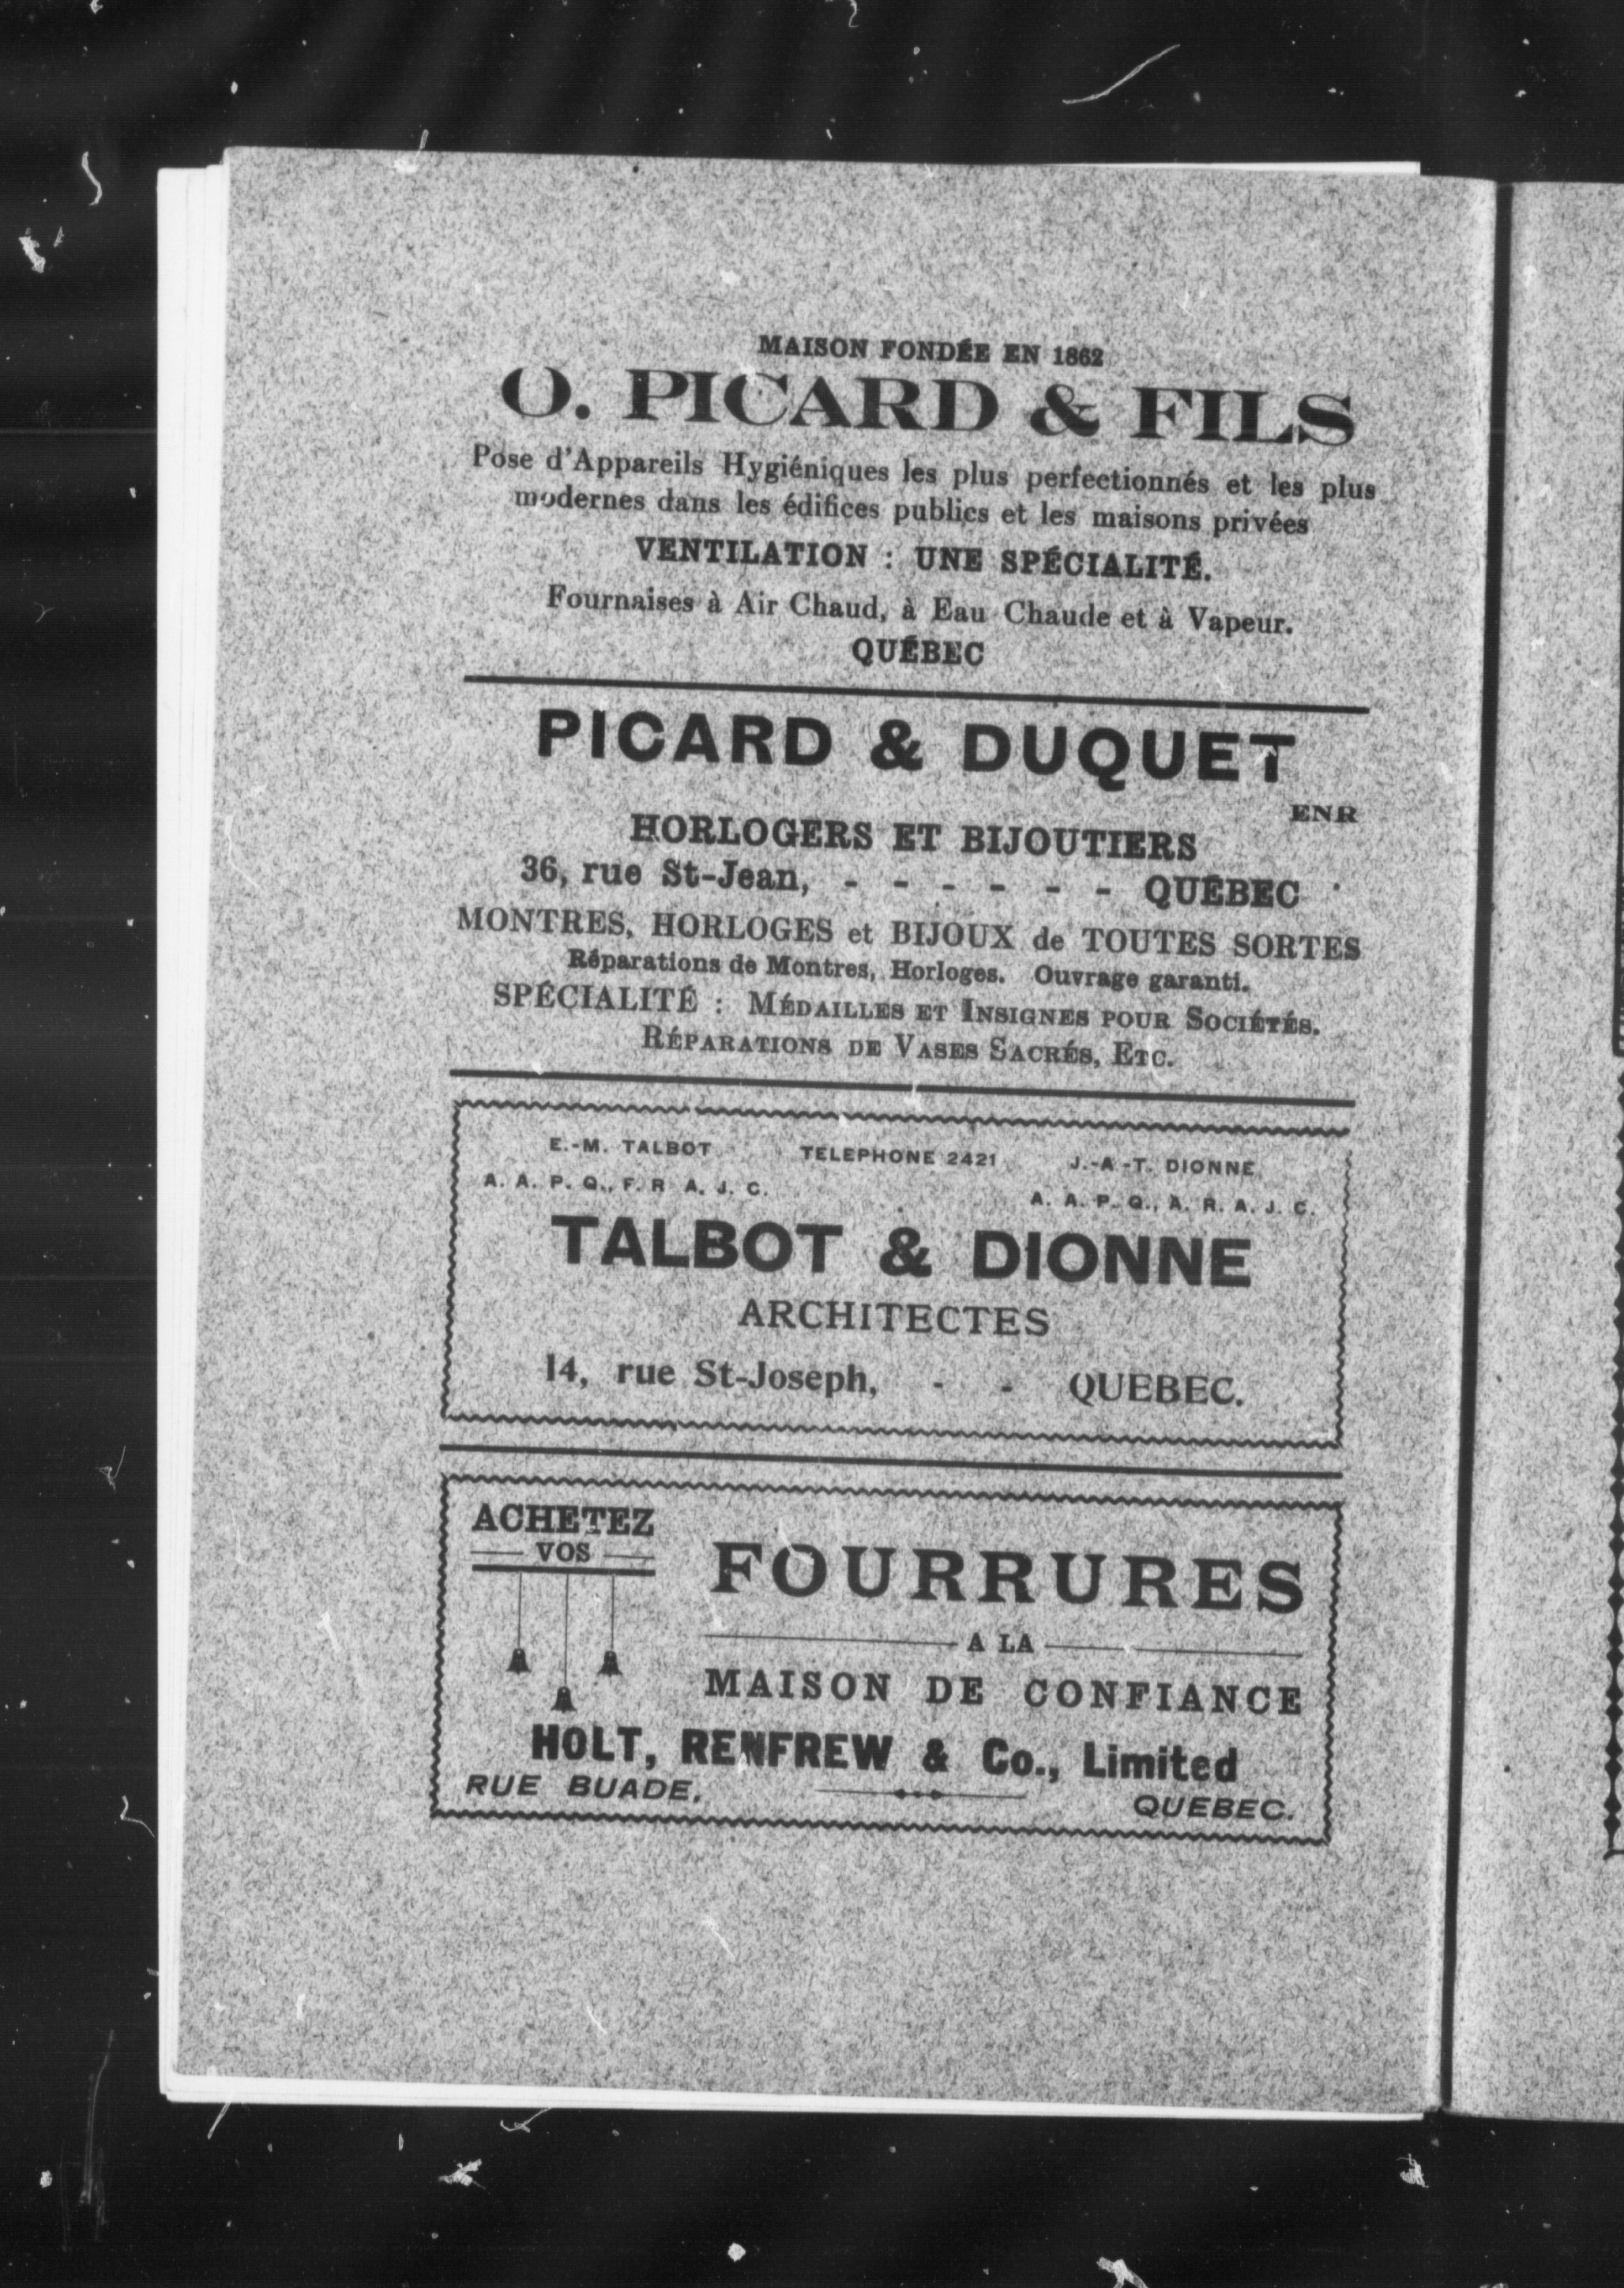 MAISON FONDÉE EN 1862
O. PICARD & FILS
Pose d'Appareils Hygiéniques les plus perfectionnés et les plus
modernes dans les édifices publics et les maisons privées
VENTILATION : UNE SPÉCIALITÉ.
Fournaises à Air Chaud, à Eau Chaude et à Vapeur.
QUÉBEC
PICARD & DUQUET
ENR
HORLOGERS ET BIJOUTIERS
36, rue St-Jean, - - - - - - QUÉBEC
MONTRES, HORLOGES et BIJOUX de TOUTES SORTES
Réparations de Montres, Horloges. Ouvrage garanti.
SPÉCIALITÉ : MÉDAILLES ET INSIGNES POUR SOCIÉTÉS.
RÉPARATIONS DE VASES SACRÉS, ETC.
E.-M. TALBOT TELEPHONE 2421 J.-A.-T. DIONNE
A. A. P. Q., F. R. A. J. C. A. A. P. Q., A. R. A. J. C.
TALBOT & DIONNE
ARCHITECTES
14, rue St-Joseph, - - QUEBEC.
ACHETEZ
VOS
FOURRURES
A LA
MAISON DE CONFIANCE
HOLT, RENFREW & Co., Limited
RUE BUADE, QUEBEC.